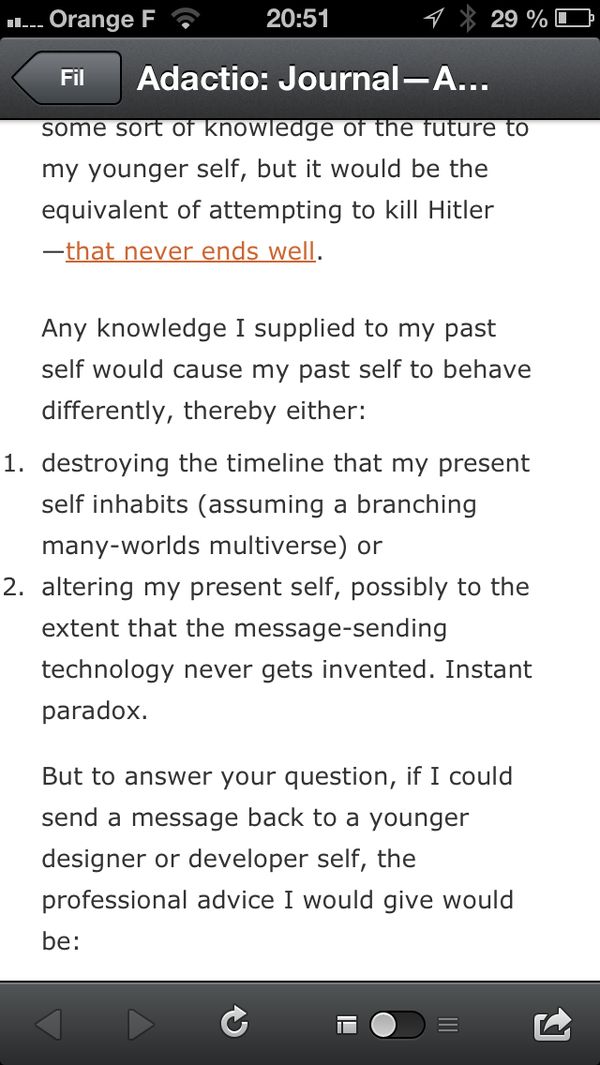 Orange F 20:51 29 %
Fil Adactio: Journal—A...
some sort of knowledge of the future to
my younger self, but it would be the
equivalent of attempting to kill Hitler
—that never ends well.
Any knowledge I supplied to my past
self would cause my past self to behave
differently, thereby either:
1. destroying the timeline that my present
self inhabits (assuming a branching
many-worlds multiverse) or
2. altering my present self, possibly to the
extent that the message-sending
technology never gets invented. Instant
paradox.
But to answer your question, if I could
send a message back to a younger
designer or developer self, the
professional advice I would give would
be: